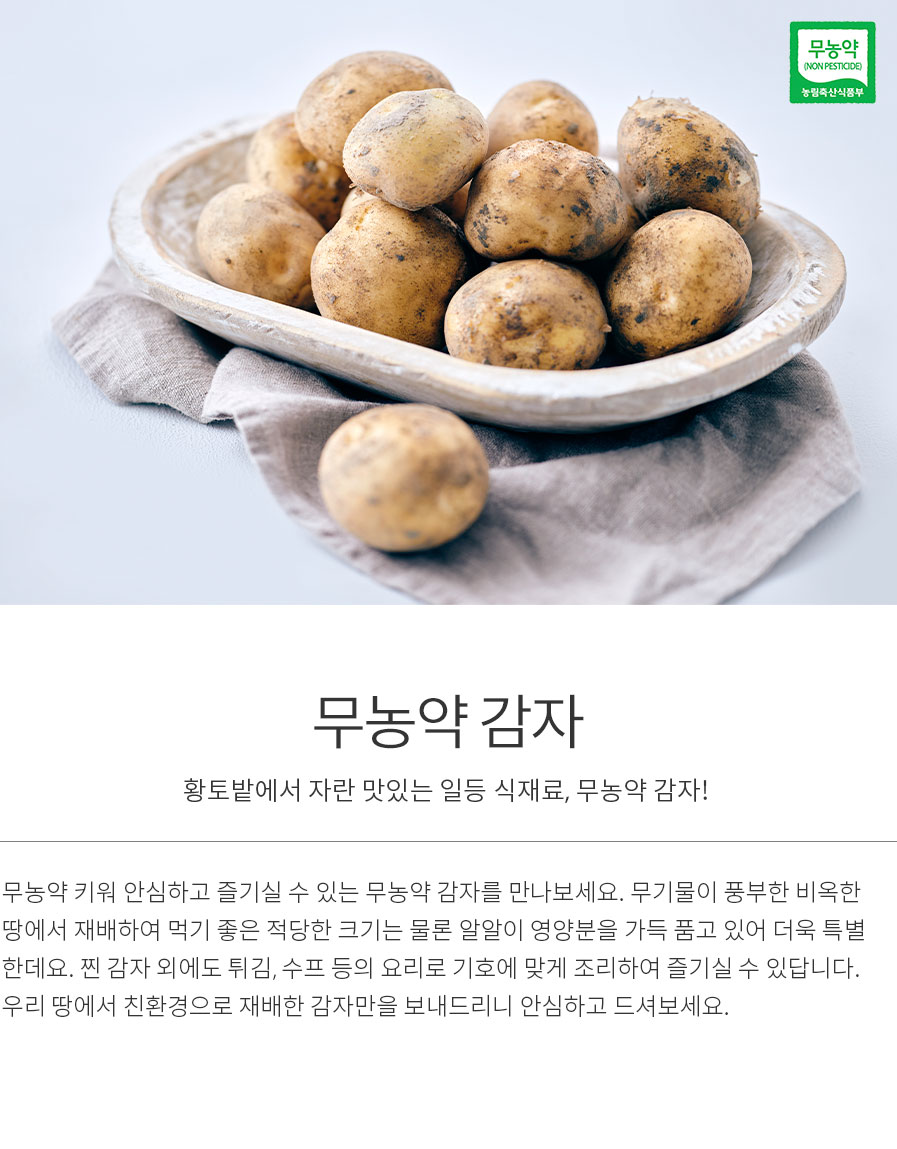 무농약
(NON PESTICIDE)
농림축산식품부
무농약 감자
황토밭에서 자란 맛있는 일등 식재료, 무농약 감자!
무농약 키워 안심하고 즐기실 수 있는 무농약 감자를 만나보세요. 무기물이 풍부한 비옥한
땅에서 재배하여 먹기 좋은 적당한 크기는 물론 알알이 영양분을 가득 품고 있어 더욱 특별
한데요. 찐 감자 외에도 튀김, 수프 등의 요리로 기호에 맞게 조리하여 즐기실 수 있답니다.
우리 땅에서 친환경으로 재배한 감자만을 보내드리니 안심하고 드셔보세요.